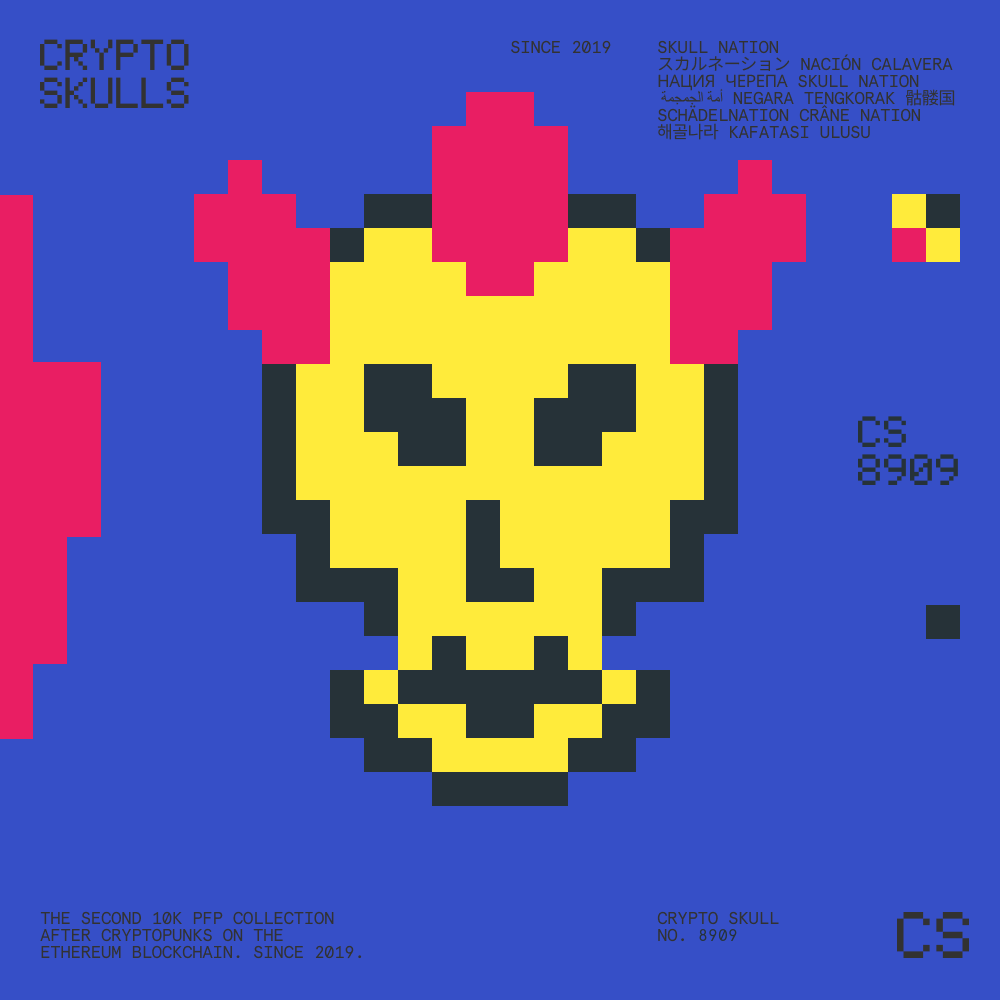 CRYPTO
SKULLS
SINCE 2019
SKULL NATION
スカルネーション NACIÓN CALAVERA
НАЦИЯ ЧЕРЕПА SKULL NATION
أمة الجمجمة NEGARA TENGKORAK 骷髅国
SCHÄDELNATION CRÂNE NATION
해골나라 KAFATASI ULUSU
CS
8909
THE SECOND 10K PFP COLLECTION
AFTER CRYPTOPUNKS ON THE
ETHEREUM BLOCKCHAIN. SINCE 2019.
CRYPTO SKULL
NO. 8909
CS